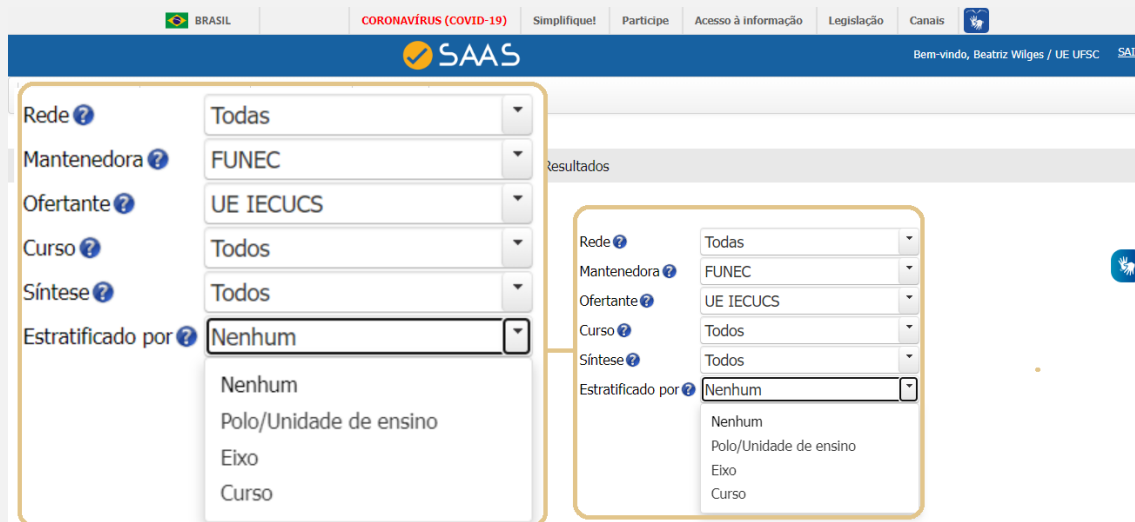 BRASIL CORONAVÍRUS (COVID-19) Simplifique! Participe Acesso à informação Legislação Canais
SAAS
Bem-vindo, Beatriz Wilges / UE UFSC
Resultados
Rede ? Todas
Mantenedora ? FUNEC
Ofertante ? UE IECUCS
Curso ? Todos
Síntese ? Todos
Estratificado por ? Nenhum
Nenhum
Polo/Unidade de ensino
Eixo
Curso
Rede ? Todas
Mantenedora ? FUNEC
Ofertante ? UE IECUCS
Curso ? Todos
Síntese ? Todos
Estratificado por ? Nenhum
Nenhum
Polo/Unidade de ensino
Eixo
Curso